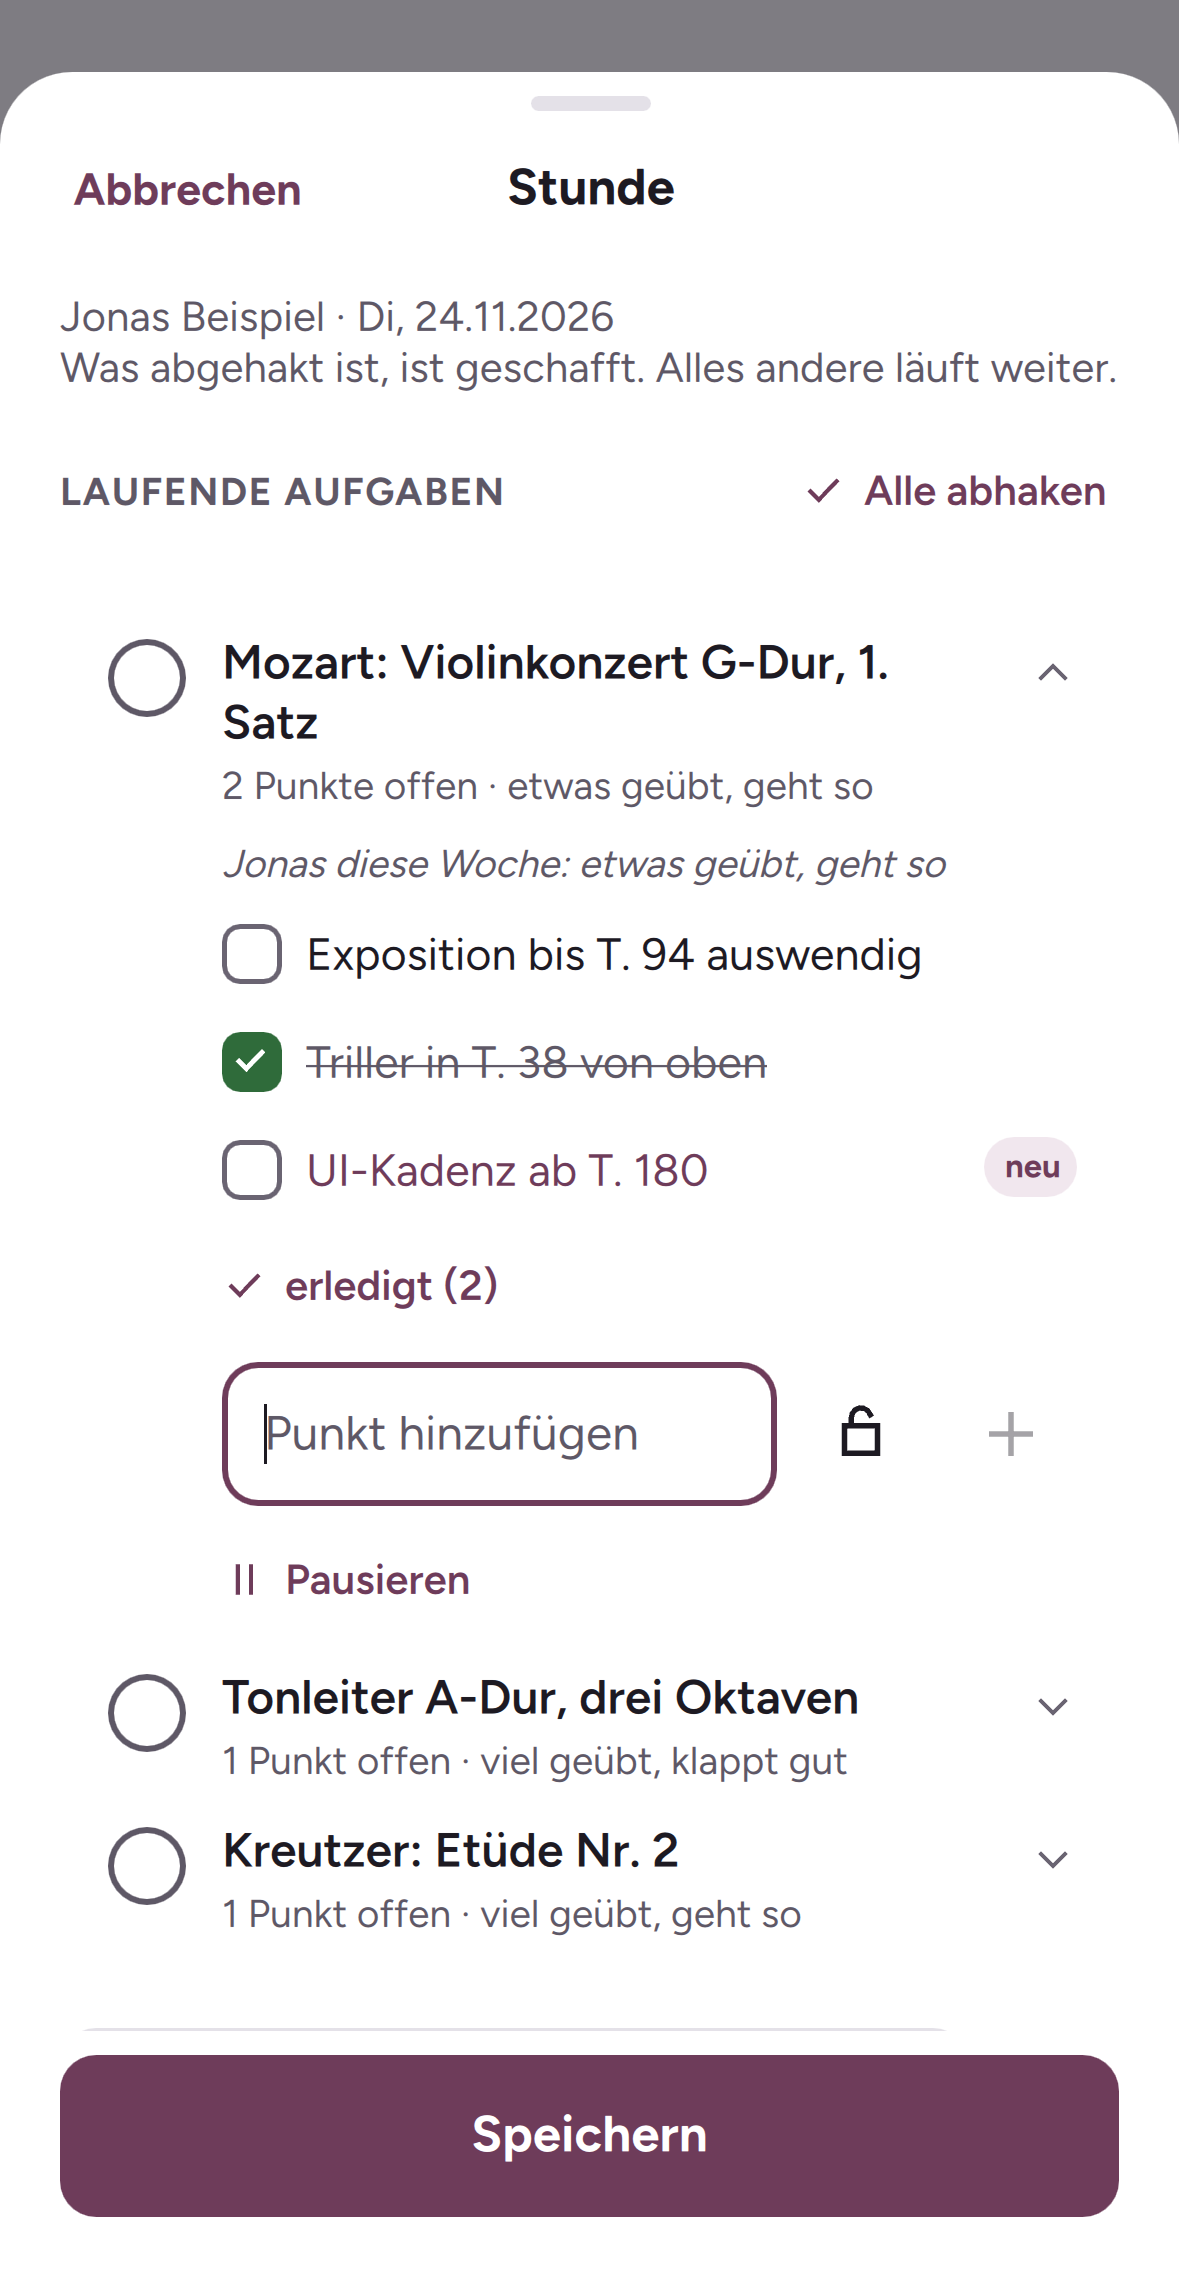 Abbrechen
Stunde
Jonas Beispiel · Di, 24.11.2026
Was abgehakt ist, ist geschafft. Alles andere läuft weiter.
LAUFENDE AUFGABEN
Alle abhaken
Mozart: Violinkonzert G-Dur, 1.
Satz
2 Punkte offen · etwas geübt, geht so
Jonas diese Woche: etwas geübt, geht so
Exposition bis T. 94 auswendig
Triller in T. 38 von oben
UI-Kadenz ab T. 180
neu
erledigt (2)
Punkt hinzufügen
Pausieren
Tonleiter A-Dur, drei Oktaven
1 Punkt offen · viel geübt, klappt gut
Kreutzer: Etüde Nr. 2
1 Punkt offen · viel geübt, geht so
Speichern